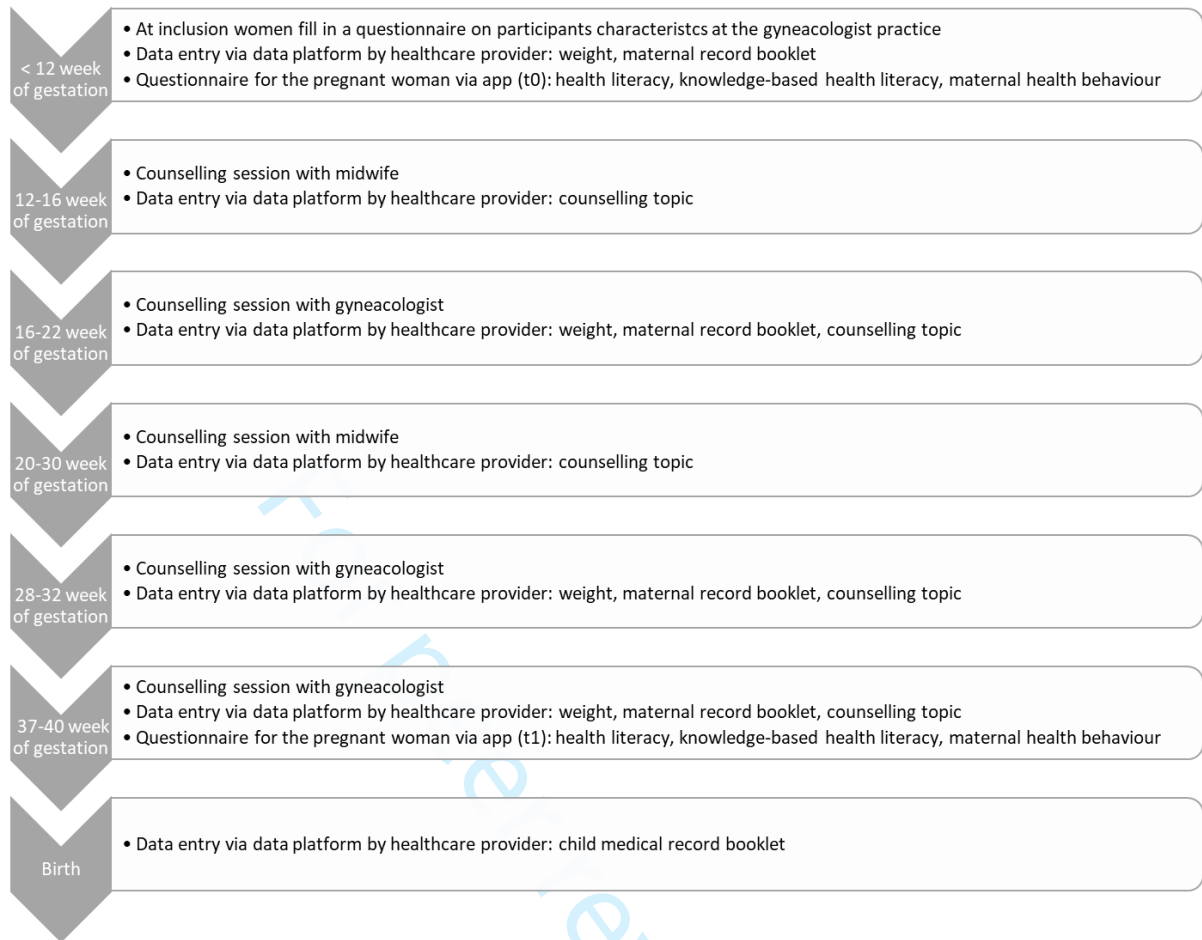 < 12 week
of gestation
• At inclusion women fill in a questionnaire on participants characteristcs at the gyneacologist practice
• Data entry via data platform by healthcare provider: weight, maternal record booklet
• Questionnaire for the pregnant woman via app (t0): health literacy, knowledge-based health literacy, maternal health behaviour
12-16 week
of gestation
• Counselling session with midwife
• Data entry via data platform by healthcare provider: counselling topic
16-22 week
of gestation
• Counselling session with gyneacologist
• Data entry via data platform by healthcare provider: weight, maternal record booklet, counselling topic
20-30 week
of gestation
• Counselling session with midwife
• Data entry via data platform by healthcare provider: counselling topic
28-32 week
of gestation
• Counselling session with gyneacologist
• Data entry via data platform by healthcare provider: weight, maternal record booklet, counselling topic
37-40 week
of gestation
• Counselling session with gyneacologist
• Data entry via data platform by healthcare provider: weight, maternal record booklet, counselling topic
• Questionnaire for the pregnant woman via app (t1): health literacy, knowledge-based health literacy, maternal health behaviour
Birth
• Data entry via data platform by healthcare provider: child medical record booklet
For peer re